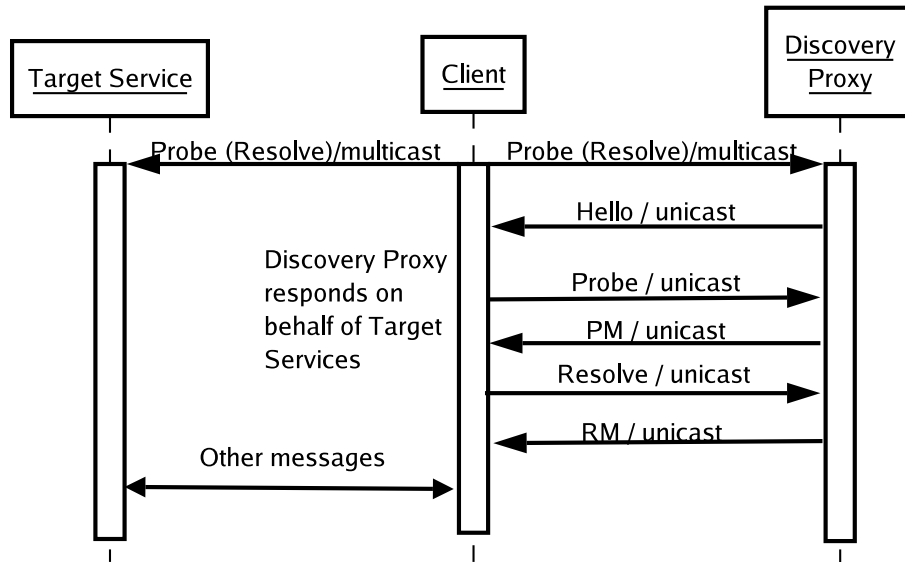 Target Service
Client
Discovery
Proxy
Probe (Resolve)/multicast
Probe (Resolve)/multicast
Hello / unicast
Discovery Proxy
responds on
behalf of Target
Services
Probe / unicast
PM / unicast
Resolve / unicast
RM / unicast
Other messages